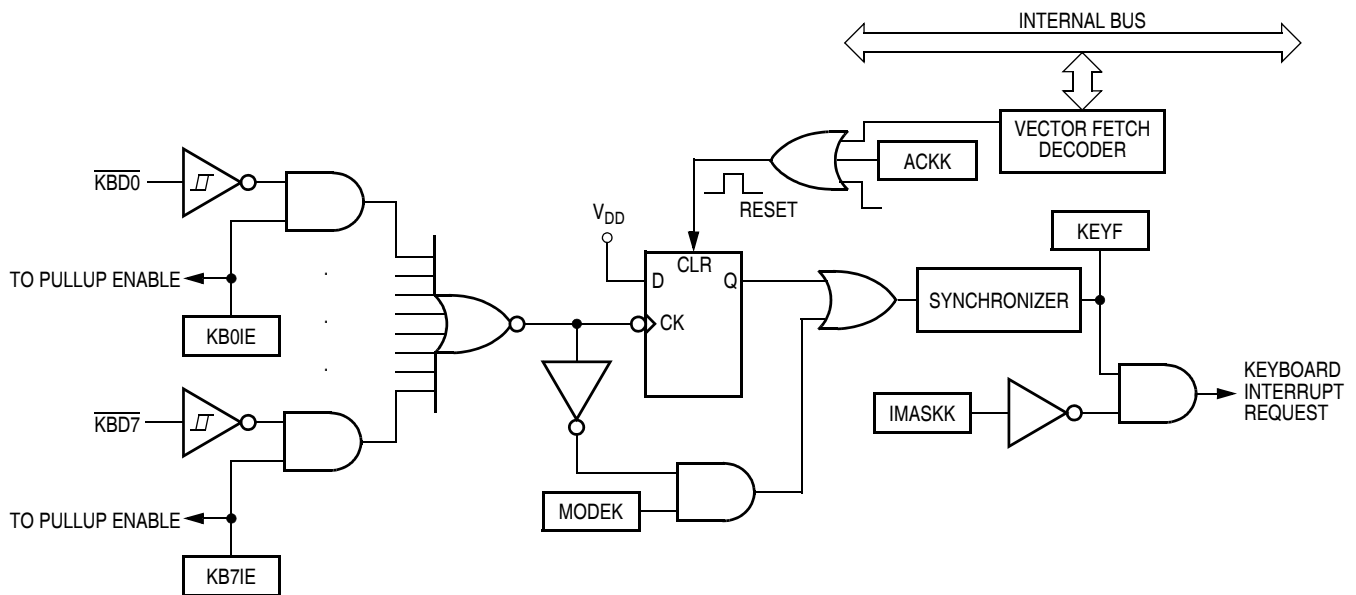 INTERNAL BUS
VECTOR FETCH
DECODER
ACKK
RESET
KBD0
VDD
KEYF
CLR
D
Q
CK
TO PULLUP ENABLE
SYNCHRONIZER
KB0IE
KEYBOARD
INTERRUPT
REQUEST
IMASKK
KBD7
MODEK
TO PULLUP ENABLE
KB7IE